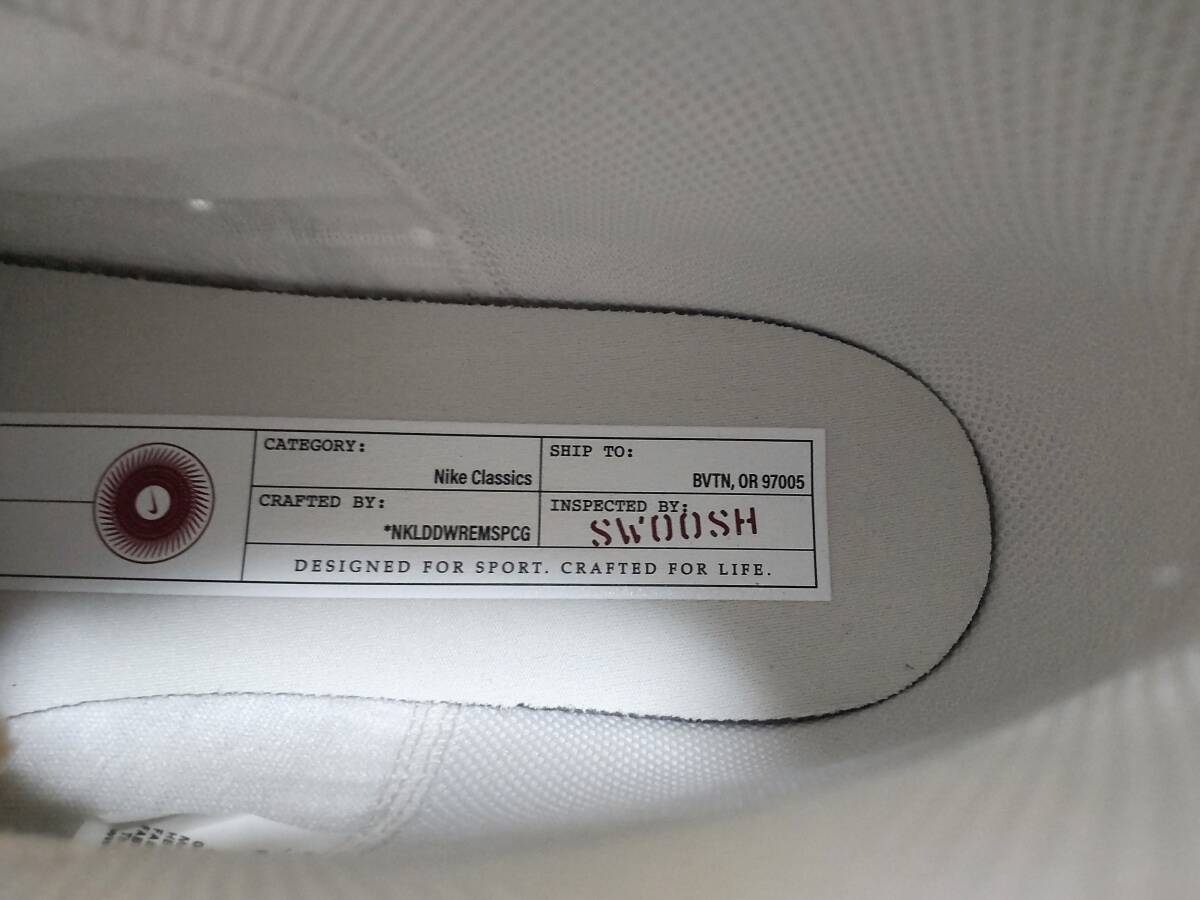 CATEGORY:
Nike Classics
SHIP TO:
BVTN, OR 97005
CRAFTED BY:
*NKLDDWREMSPCG
INSPECTED BY:
SWOOSH
DESIGNED FOR SPORT. CRAFTED FOR LIFE.